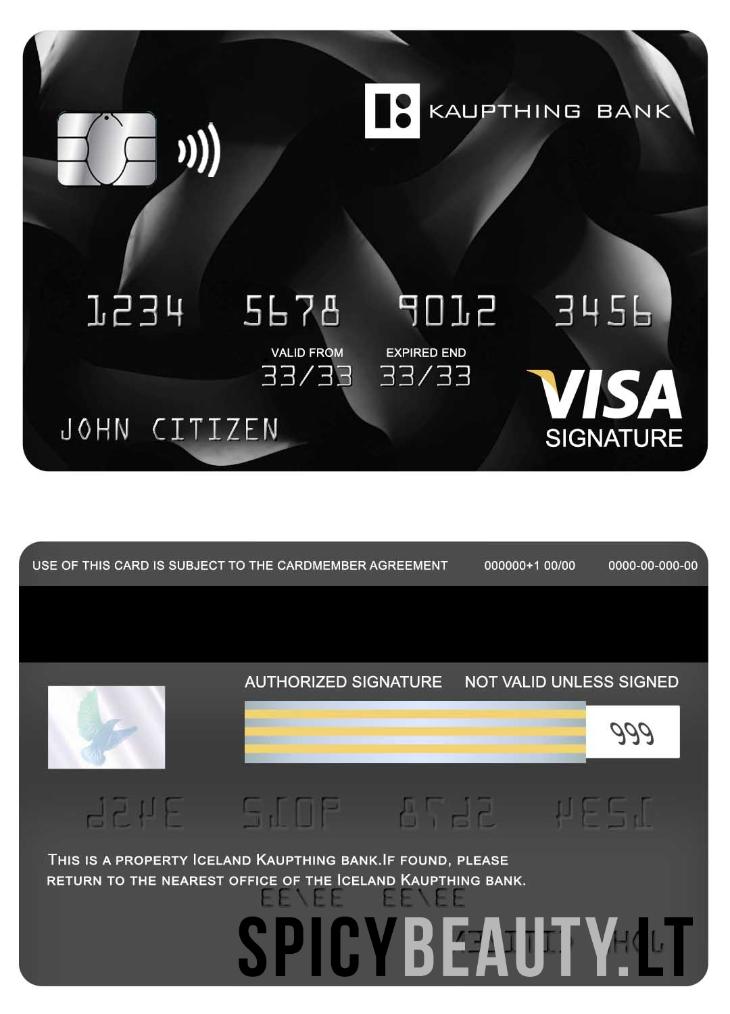 KAUPTHING BANK
1234 5678 9012 3456
VALID FROM EXPIRED END
33/33 33/33
JOHN CITIZEN
VISA
SIGNATURE
USE OF THIS CARD IS SUBJECT TO THE CARDMEMBER AGREEMENT 000000+1 00/00 0000-00-000-00
AUTHORIZED SIGNATURE NOT VALID UNLESS SIGNED
999
THIS IS A PROPERTY ICELAND KAUPTHING BANK.IF FOUND, PLEASE
RETURN TO THE NEAREST OFFICE OF THE ICELAND KAUPTHING BANK.
SPICYBEAUTY.LT